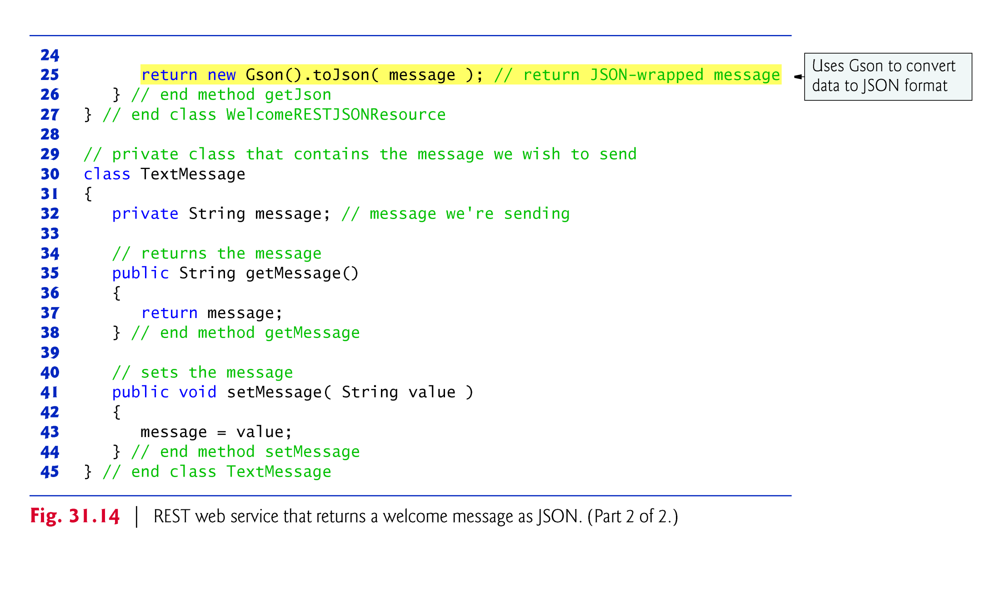 24
25 return new Gson().toJson( message ); // return JSON-wrapped message
Uses Gson to convert
data to JSON format
26 } // end method getJson
27 } // end class WelcomeRESTJSONResource
28
29 // private class that contains the message we wish to send
30 class TextMessage
31 {
32 private String message; // message we're sending
33
34 // returns the message
35 public String getMessage()
36 {
37 return message;
38 } // end method getMessage
39
40 // sets the message
41 public void setMessage( String value )
42 {
43 message = value;
44 } // end method setMessage
45 } // end class TextMessage
Fig. 31.14 | REST web service that returns a welcome message as JSON. (Part 2 of 2.)